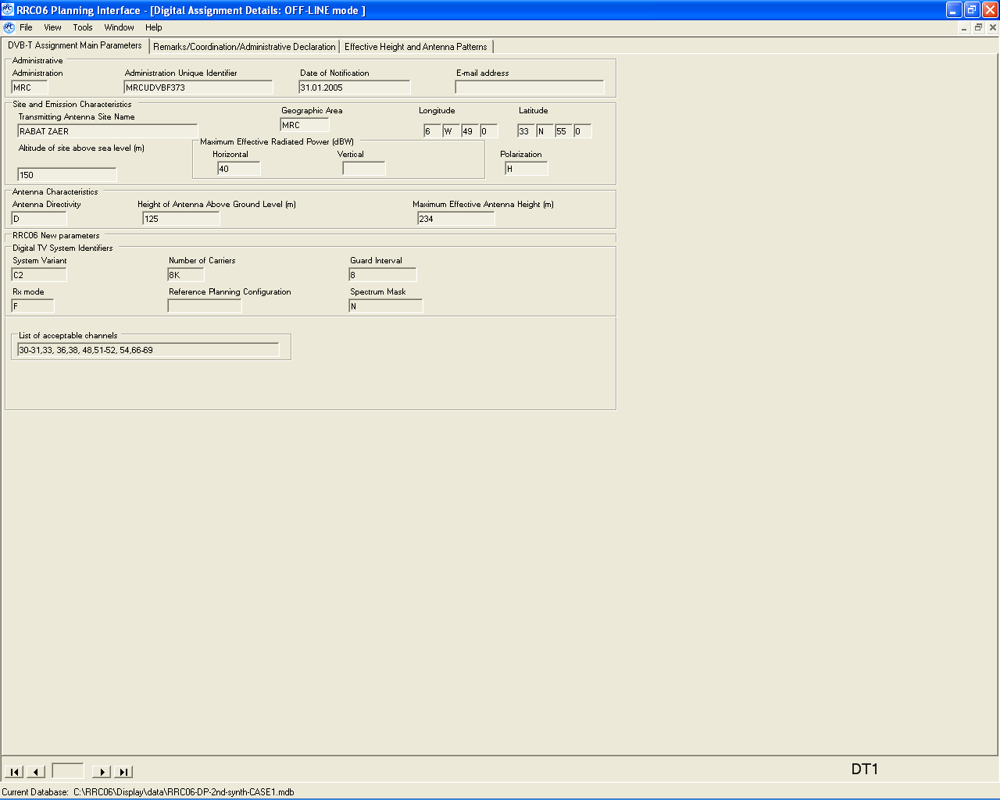 RRC06 Planning Interface - [Digital Assignment Details: OFF-LINE mode ]
File View Tools Window Help
DVB-T Assignment Main Parameters Remarks/Coordination/Administrative Declaration Effective Height and Antenna Patterns
Administrative
Administration Administration Unique Identifier Date of Notification E-mail address
MRC MRCUDVBF373 31.01.2005
Site and Emission Characteristics
Geographic Area Longitude Latitude
Transmitting Antenna Site Name
MRC
RABAT ZAER 6 W 49 0 33 N 55 0
Maximum Effective Radiated Power (dBW)
Altitude of site above sea level (m)
Horizontal Vertical Polarization
40 H
150
Antenna Characteristics
Antenna Directivity Height of Antenna Above Ground Level (m) Maximum Effective Antenna Height (m)
D 125 234
RRC06 New parameters
Digital TV System Identifiers
System Variant Number of Carriers Guard Interval
C2 8K 8
Rx mode Reference Planning Configuration Spectrum Mask
F N
List of acceptable channels
30-31,33, 36,38, 48,51-52, 54,66-69
DT1
Current Database: C:\RRC06\Display\data\RRC06-DP-2nd-synth-CASE1.mdb